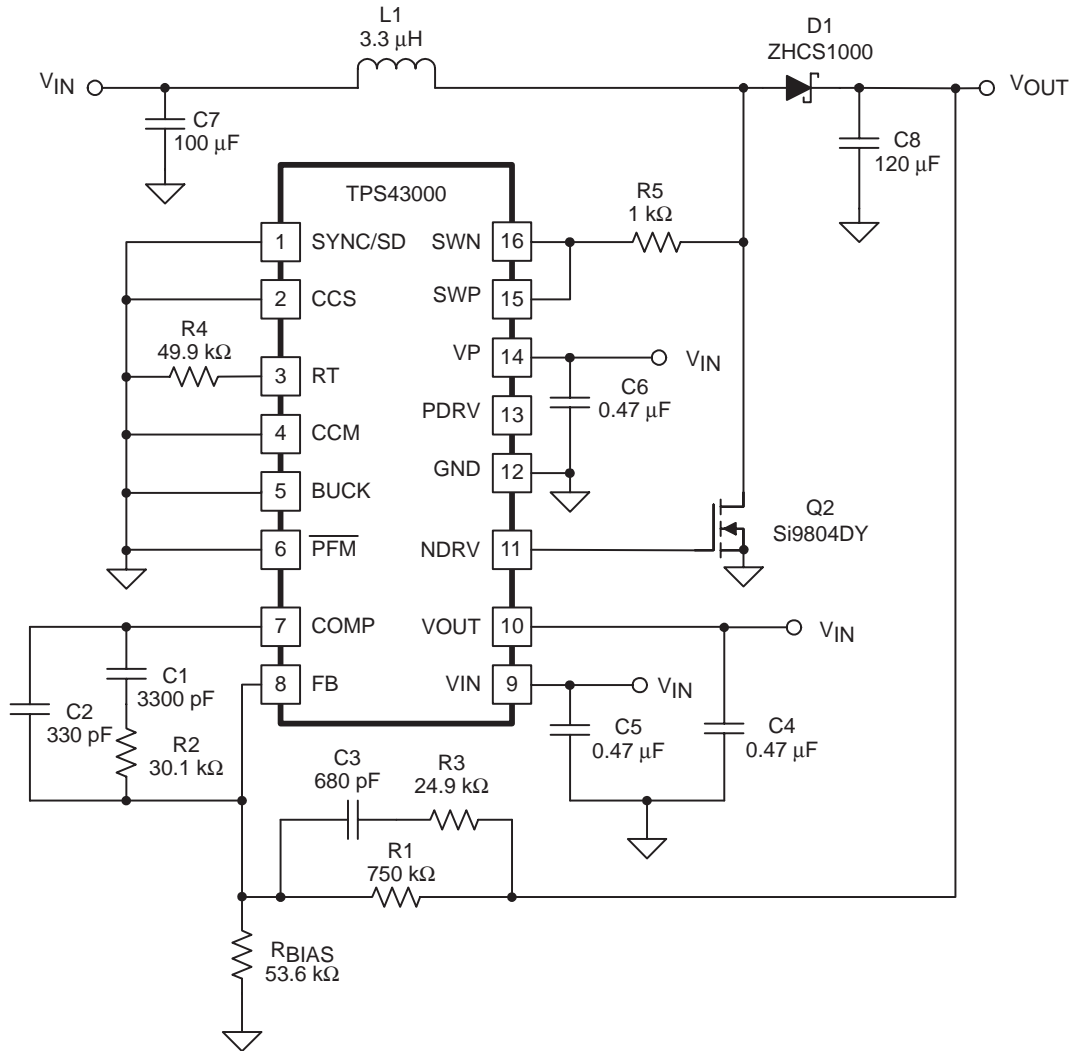 L1
3.3 μH
D1
ZHCS1000
VIN
VOUT
C7
100 μF
C8
120 μF
TPS43000
R5
1 kΩ
1 SYNC/SD SWN 16
2 CCS SWP 15
R4
49.9 kΩ
3 RT VP 14 VIN
C6
0.47 μF
PDRV 13
4 CCM
GND 12
5 BUCK
Q2
Si9804DY
6 PFM NDRV 11
7 COMP VOUT 10 VIN
8 FB VIN 9 VIN
C1
3300 pF
C2
330 pF
R2
30.1 kΩ
C5
0.47 μF
C4
0.47 μF
C3
680 pF
R3
24.9 kΩ
R1
750 kΩ
RBIAS
53.6 kΩ